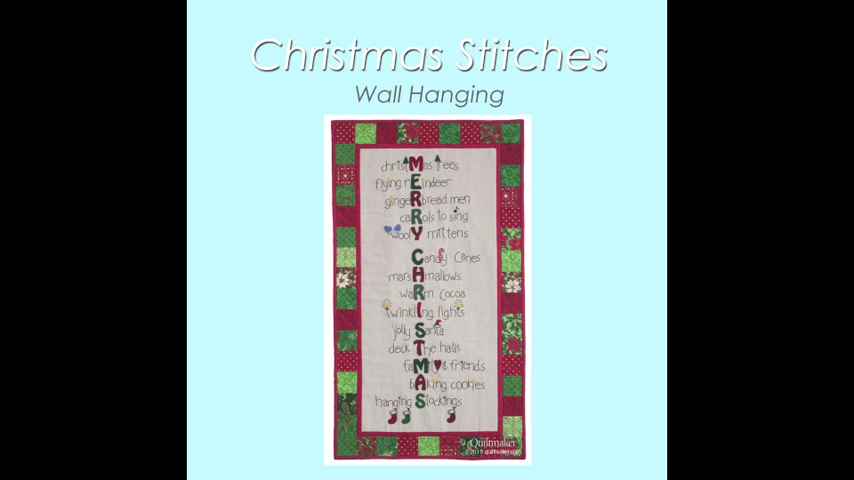 Christmas Stitches
Wall Hanging
christMas trees
flying rEindeer
gingeRbread men
caRols to sing
woolY mittens
Candy Canes
marsHmallows
waRm cocoa
twinklIng lights
jolly Santa
deck The halls
faMily & friends
bAking cookies
hanging Stockings
Quiltmaker